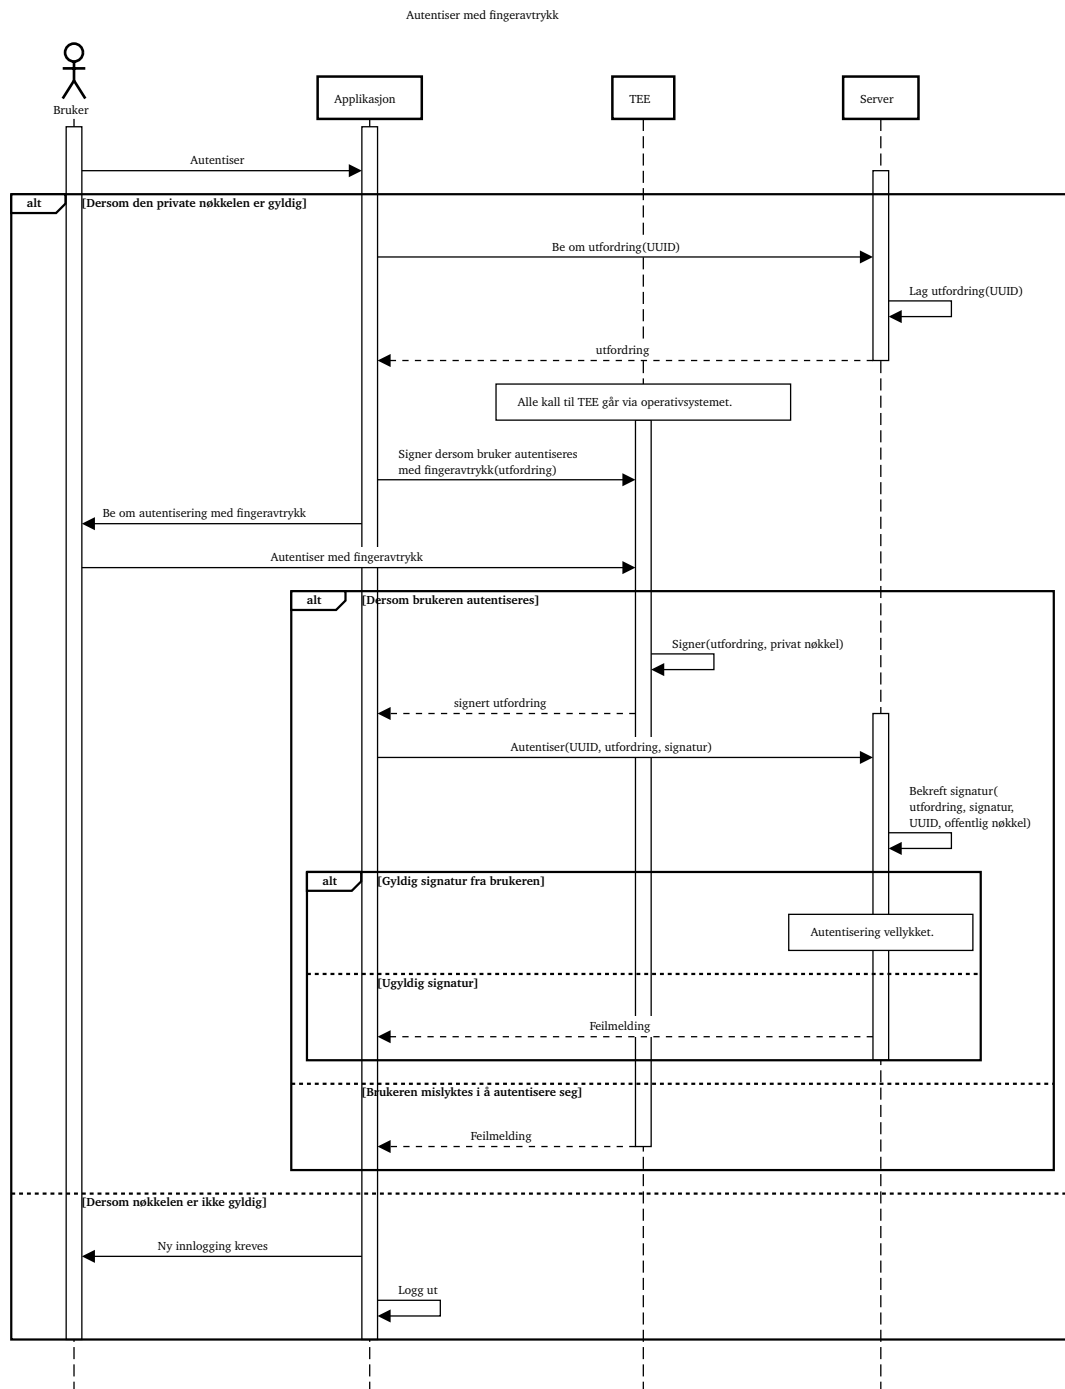 Autentiser med fingeravtrykk
Bruker
Applikasjon
TEE
Server
Autentiser
alt
[Dersom den private nøkkelen er gyldig]
Be om utfordring(UUID)
Lag utfordring(UUID)
utfordring
Alle kall til TEE går via operativsystemet.
Signer dersom bruker autentiseres
med fingeravtrykk(utfordring)
Be om autentisering med fingeravtrykk
Autentiser med fingeravtrykk
alt
[Dersom brukeren autentiseres]
Signer(utfordring, privat nøkkel)
signert utfordring
Autentiser(UUID, utfordring, signatur)
Bekreft signatur(
utfordring, signatur,
UUID, offentlig nøkkel)
alt
[Gyldig signatur fra brukeren]
Autentisering vellykket.
[Ugyldig signatur]
Feilmelding
[Brukeren mislyktes i å autentisere seg]
Feilmelding
[Dersom nøkkelen er ikke gyldig]
Ny innlogging kreves
Logg ut